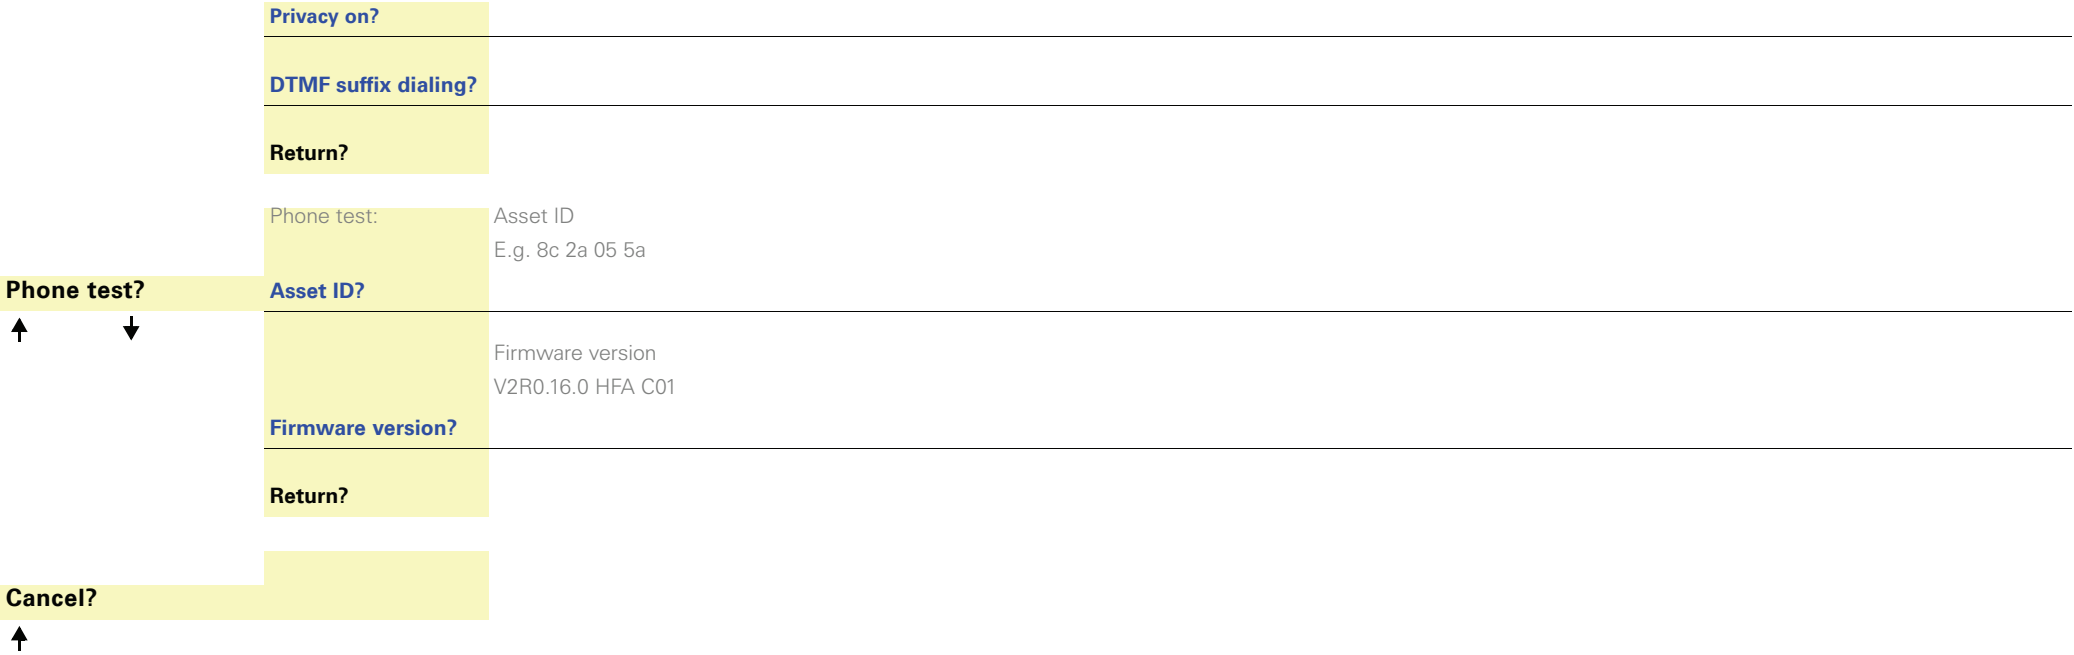 Privacy on?
DTMF suffix dialing?
Return?
Phone test: Asset ID
E.g. 8c 2a 05 5a
Phone test? Asset ID?
Firmware version
V2R0.16.0 HFA C01
Firmware version?
Return?
Cancel?